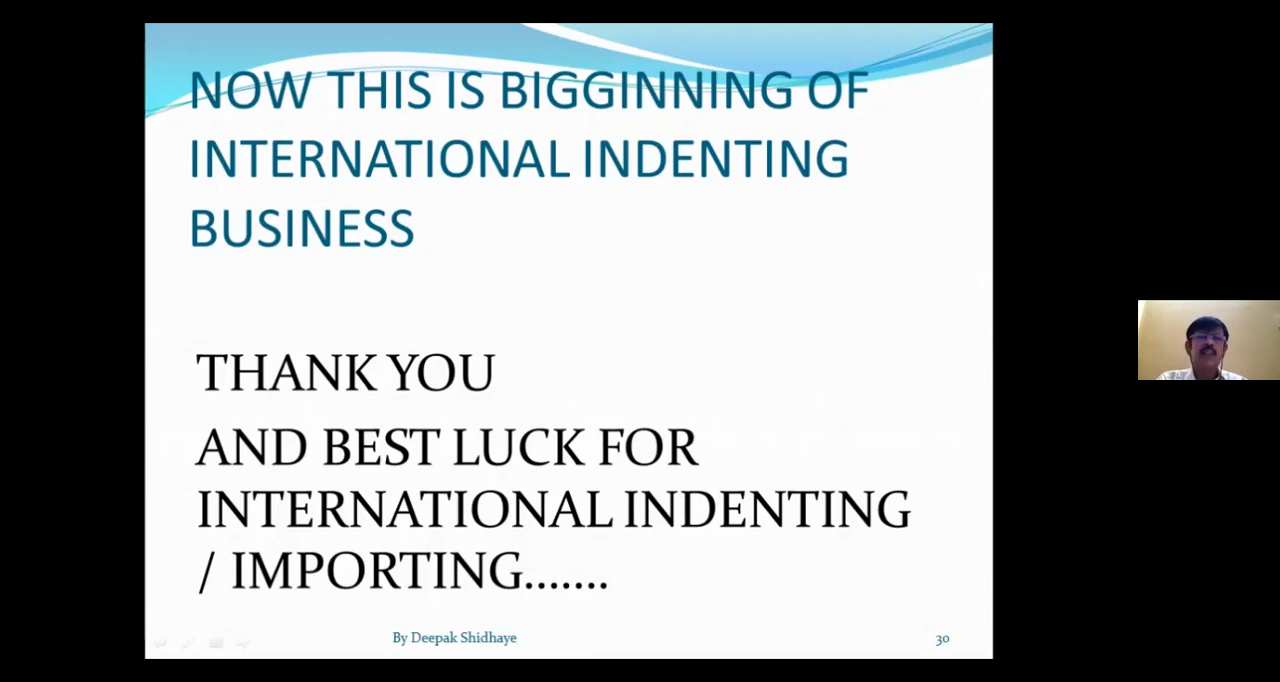 NOW THIS IS BIGGINNING OF
INTERNATIONAL INDENTING
BUSINESS
THANK YOU
AND BEST LUCK FOR
INTERNATIONAL INDENTING
/ IMPORTING.......
By Deepak Shidhaye
30